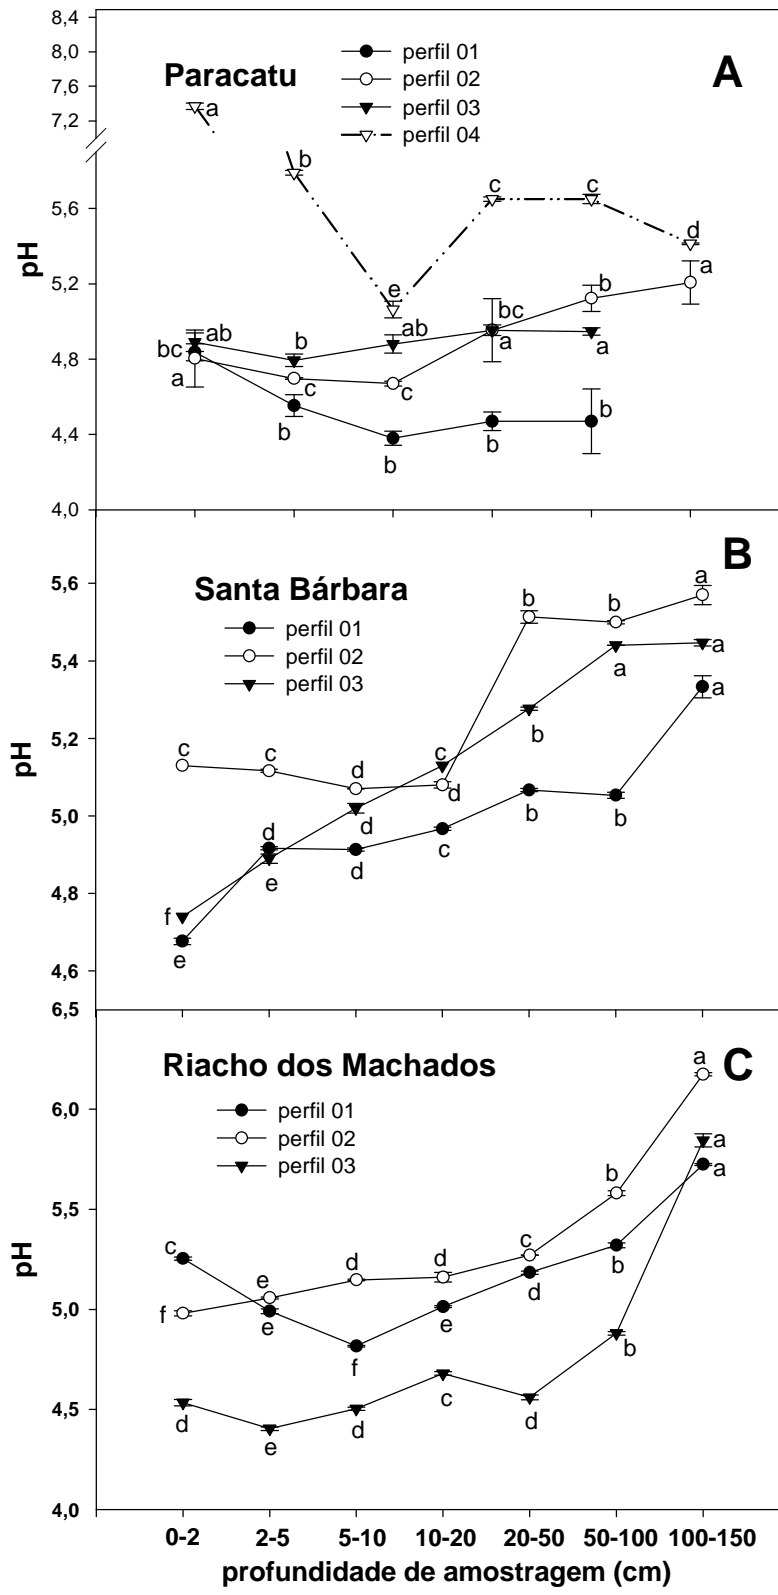 8,4
8,0
7,6
7,2
5,6
5,2
4,8
4,4
4,0
pH
Paracatu
A
perfil 01
perfil 02
perfil 03
perfil 04
a
b
e
c
c
d
ab
b
ab
bc
b
a
bc
a
c
c
a
a
b
b
b
b
B
5,6
5,4
5,2
5,0
4,8
4,6
pH
Santa Bárbara
perfil 01
perfil 02
perfil 03
c
c
d
d
b
b
a
f
e
d
c
b
a
a
e
d
d
c
b
b
a
C
6,5
6,0
5,5
5,0
4,5
4,0
pH
Riacho dos Machados
perfil 01
perfil 02
perfil 03
f
e
d
d
c
b
a
c
e
f
e
d
b
a
d
e
d
c
d
b
a
0-2 2-5 5-10 10-20 20-50 50-100 100-150
profundidade de amostragem (cm)